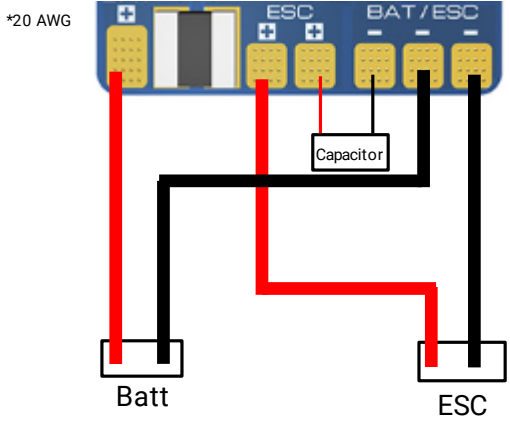 *20 AWG
ESC
BAT/ESC
+ + + - - -
Capacitor
Batt
ESC